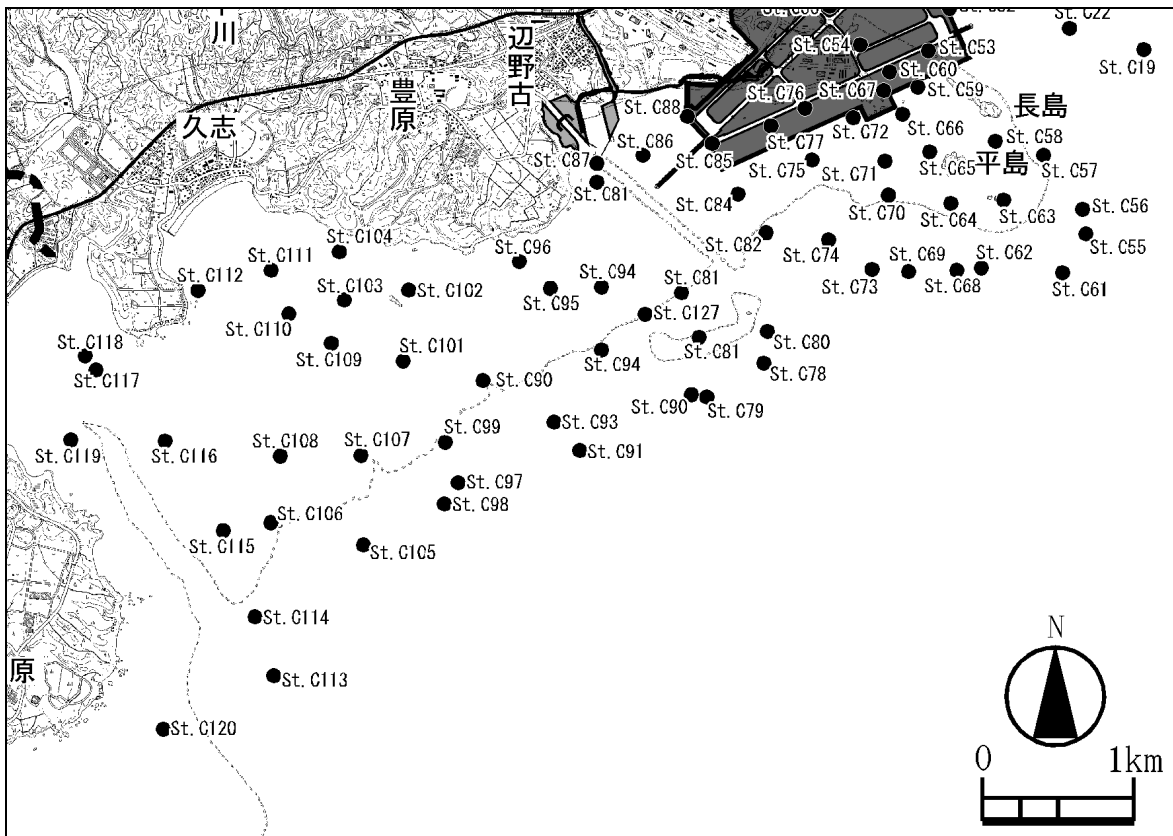 St. C22
St. C54
St. C53
St. C19
川
辺野古
豊原
久志
St. C60
St. C76
St. C67
St. C59
長島
St. C88
St. C72
St. C66
St. C58
St. C86
St. C77
St. C87
St. C85
St. C75
St. C71
St. C65
平島
St. C57
St. C81
St. C84
St. C70
St. C64
St. C63
St. C56
St. C82
St. C74
St. C55
St. C104
St. C96
St. C111
St. C94
St. C69
St. C62
St. C112
St. C103
St. C102
St. C95
St. C81
St. C73
St. C68
St. C61
St. C127
St. C110
St. C118
St. C109
St. C101
St. C81
St. C80
St. C117
St. C94
St. C78
St. C90
St. C90
St. C79
St. C93
St. C99
St. C119
St. C116
St. C108
St. C107
St. C91
St. C97
St. C98
St. C106
St. C115
St. C105
St. C114
原
St. C113
St. C120
N
0 1km